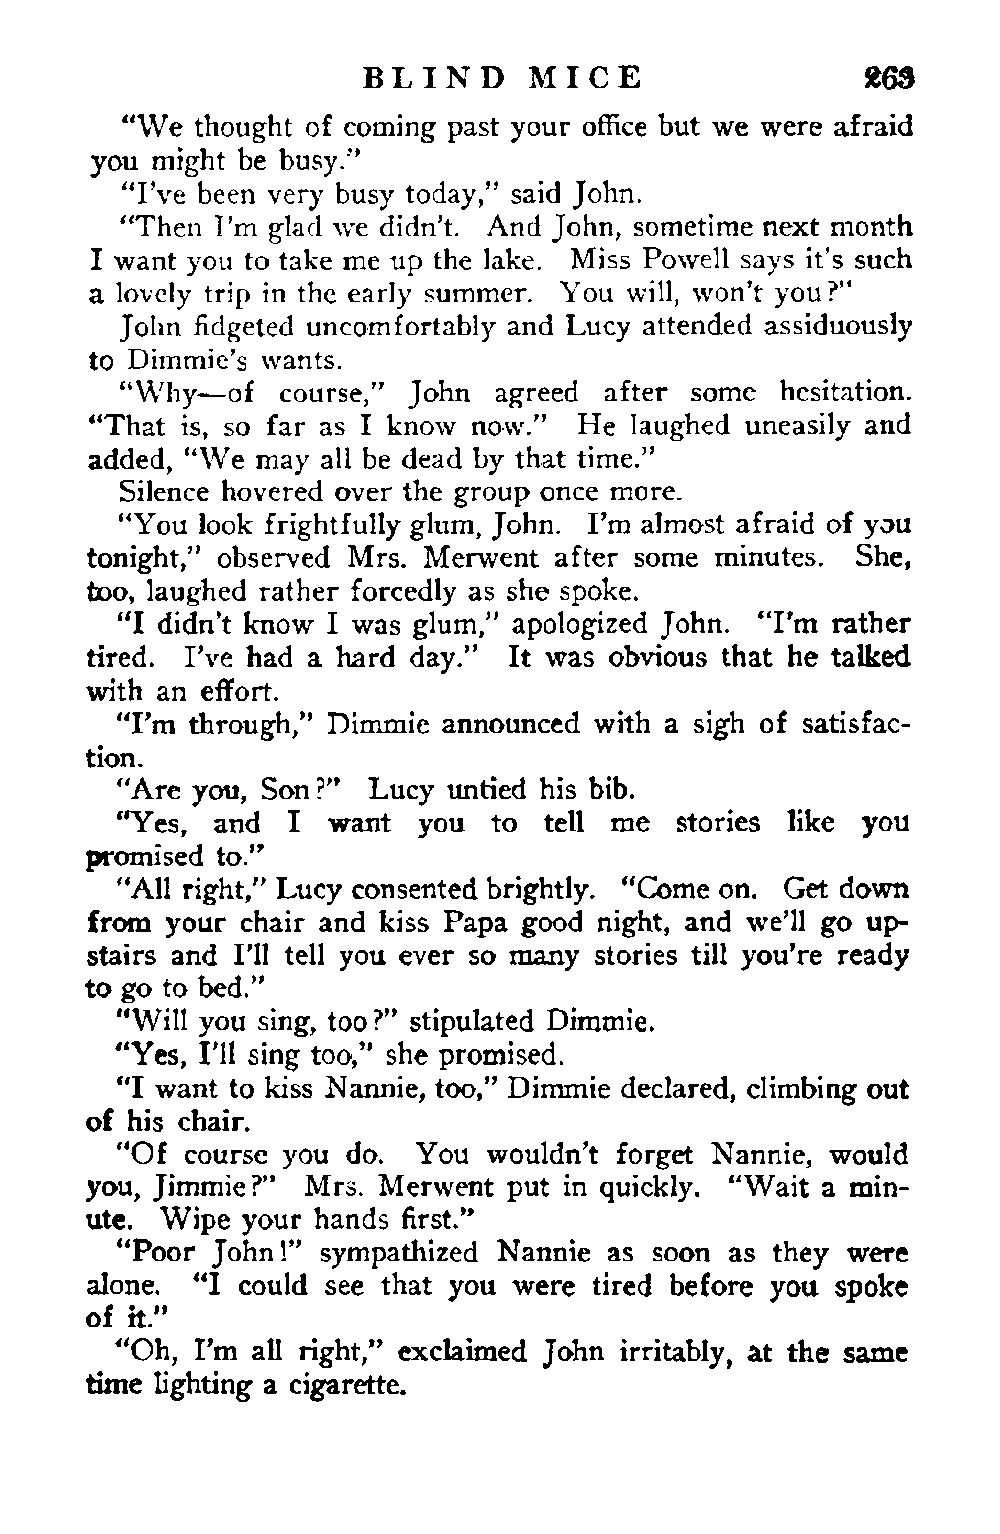 BLIND MICE 263
“We thought of coming past your office but we were afraid
you might be busy.”
“I’ve been very busy today,” said John.
“Then I’m glad we didn’t. And John, sometime next month
I want you to take me up the lake. Miss Powell says it’s such
a lovely trip in the early summer. You will, won’t you?”
John fidgeted uncomfortably and Lucy attended assiduously
to Dimmie’s wants.
“Why—of course,” John agreed after some hesitation.
“That is, so far as I know now.” He laughed uneasily and
added, “We may all be dead by that time.”
Silence hovered over the group once more.
“You look frightfully glum, John. I’m almost afraid of you
tonight,” observed Mrs. Merwent after some minutes. She,
too, laughed rather forcedly as she spoke.
“I didn’t know I was glum,” apologized John. “I’m rather
tired. I’ve had a hard day.” It was obvious that he talked
with an effort.
“I’m through,” Dimmie announced with a sigh of satisfac-
tion.
“Are you, Son?” Lucy untied his bib.
“Yes, and I want you to tell me stories like you
promised to.”
“All right,” Lucy consented brightly. “Come on. Get down
from your chair and kiss Papa good night, and we’ll go up-
stairs and I’ll tell you ever so many stories till you’re ready
to go to bed.”
“Will you sing, too?” stipulated Dimmie.
“Yes, I’ll sing too,” she promised.
“I want to kiss Nannie, too,” Dimmie declared, climbing out
of his chair.
“Of course you do. You wouldn’t forget Nannie, would
you, Jimmie?” Mrs. Merwent put in quickly. “Wait a min-
ute. Wipe your hands first.”
“Poor John!” sympathized Nannie as soon as they were
alone. “I could see that you were tired before you spoke
of it.”
“Oh, I’m all right,” exclaimed John irritably, at the same
time lighting a cigarette.